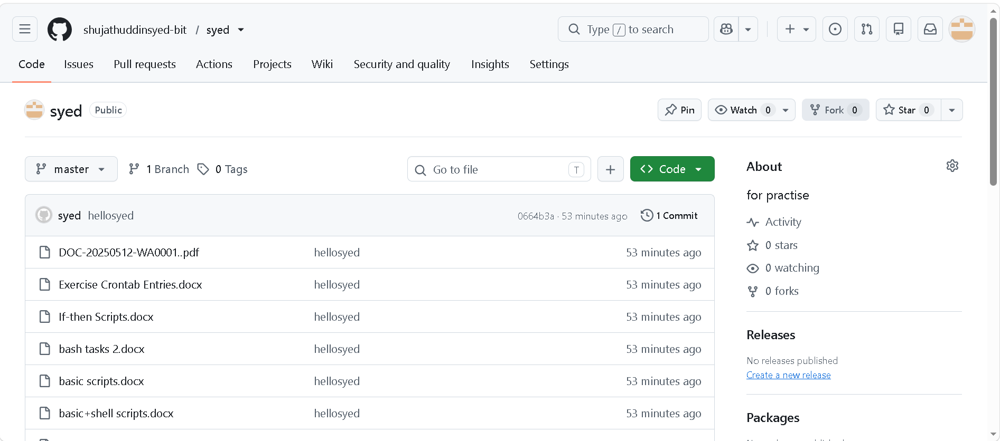 shujathuddinsyed-bit / syed
Type / to search
Code Issues Pull requests Actions Projects Wiki Security and quality Insights Settings
syed Public
Pin Watch 0 Fork 0 Star 0
master 1 Branch 0 Tags Go to file T Code
syed hellosyed 0664b3a · 53 minutes ago 1 Commit
DOC-20250512-WA0001..pdf hellosyed 53 minutes ago
Exercise Crontab Entries.docx hellosyed 53 minutes ago
If-then Scripts.docx hellosyed 53 minutes ago
bash tasks 2.docx hellosyed 53 minutes ago
basic scripts.docx hellosyed 53 minutes ago
basic+shell scripts.docx hellosyed 53 minutes ago
About
for practise
Activity
0 stars
0 watching
0 forks
Releases
No releases published
Create a new release
Packages